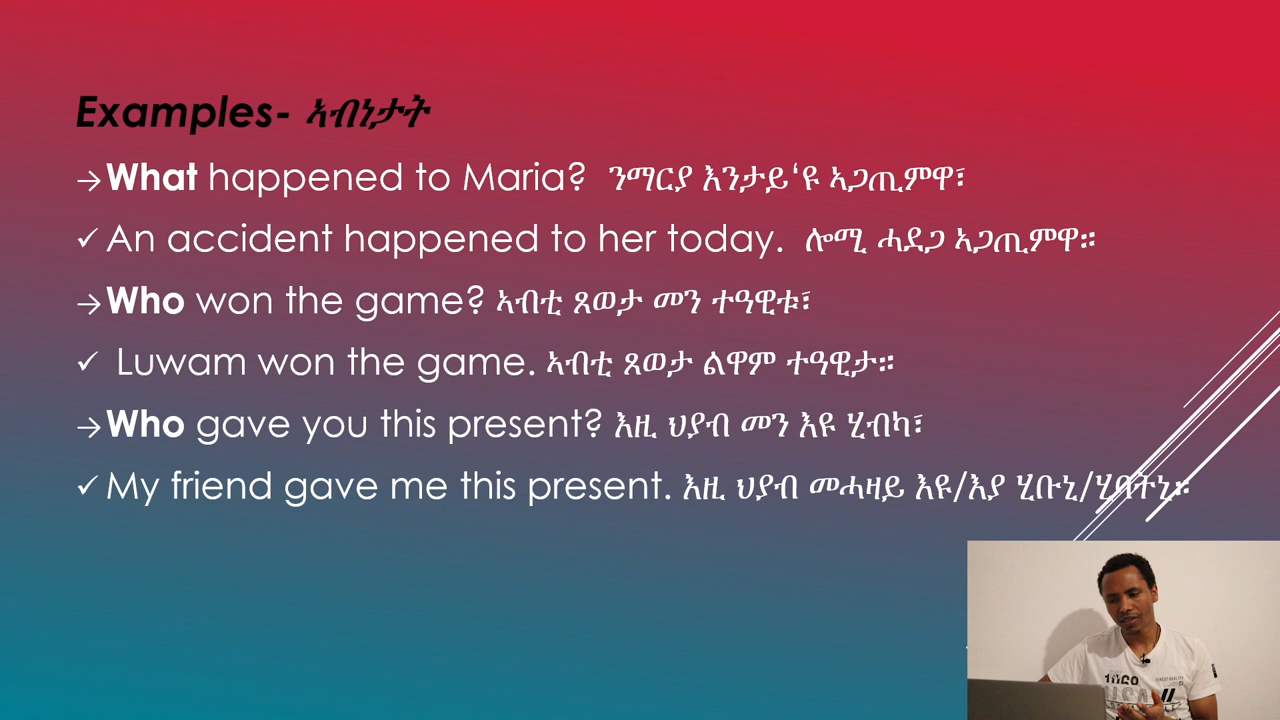 Examples- ኣብነታት
→What happened to Maria? ንማርያ እንታይ‘ዩ ኣጋጢምዋ፣
✓ An accident happened to her today. ሎሚ ሓደጋ ኣጋጢምዋ።
→Who won the game? ኣብቲ ጸወታ መን ተዓዊቱ፣
✓ Luwam won the game. ኣብቲ ጸወታ ልዋም ተዓዊታ።
→Who gave you this present? እዚ ህያብ መን እዩ ሂብካ፣
✓ My friend gave me this present. እዚ ህያብ መሓዛይ እዩ/እያ ሂቡኒ/ሂባትኒ።